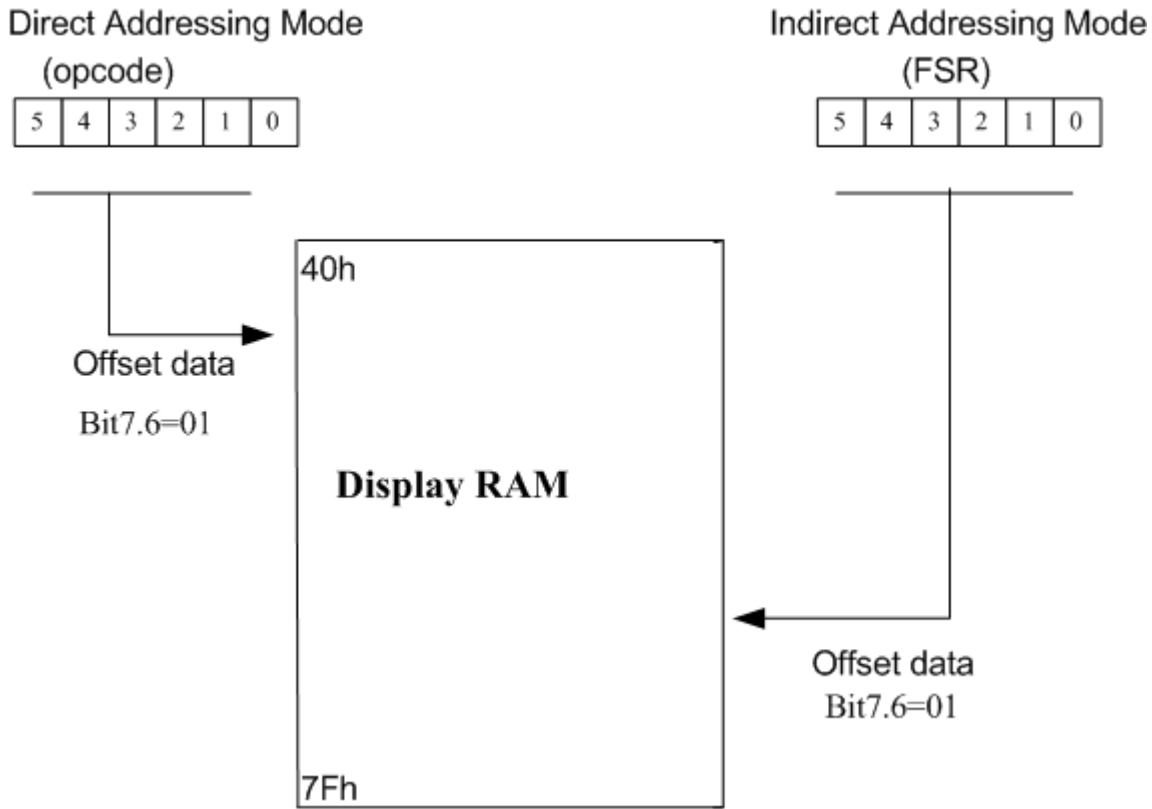 Direct Addressing Mode
(opcode)
5 4 3 2 1 0
Indirect Addressing Mode
(FSR)
5 4 3 2 1 0
40h
Offset data
Bit7.6=01
Display RAM
Offset data
Bit7.6=01
7Fh